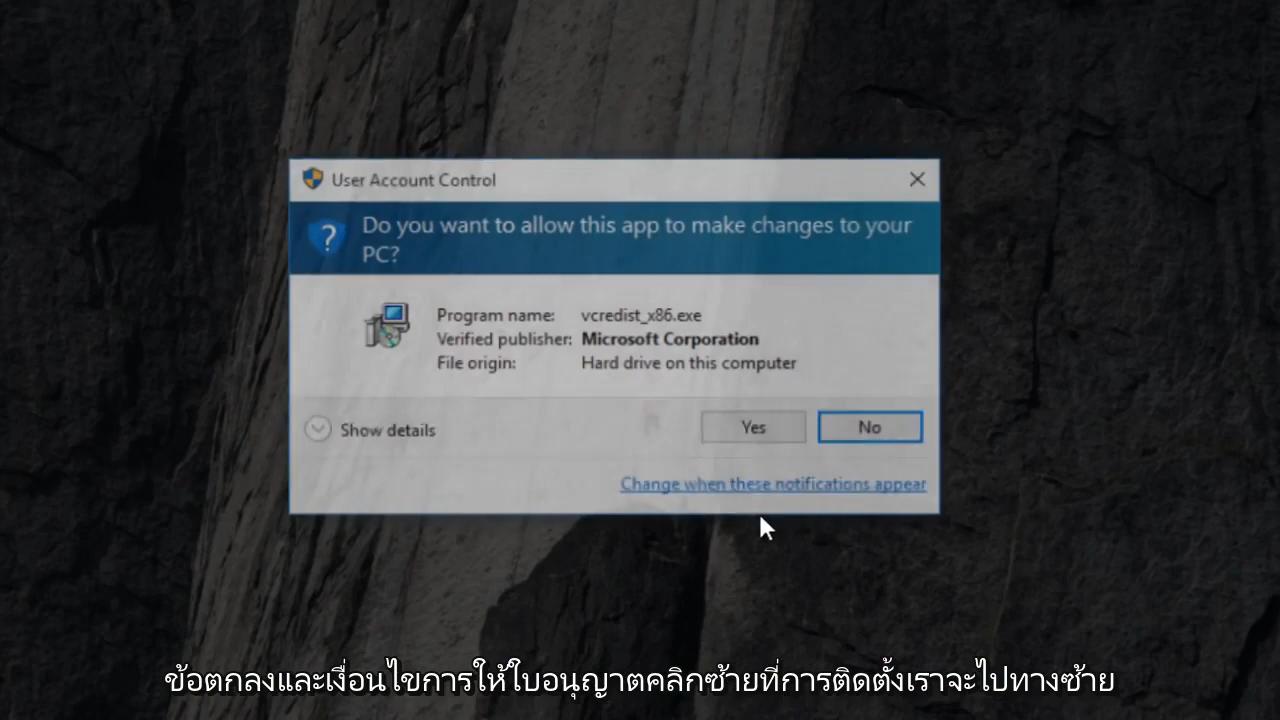 User Account Control
Do you want to allow this app to make changes to your
PC?
Program name: vcredist_x86.exe
Verified publisher: Microsoft Corporation
File origin: Hard drive on this computer
Show details
Yes
No
Change when these notifications appear
ข้อตกลงและเงื่อนไขการให้ใบอนุญาตคลิกซ้ายที่การติดตั้งเราจะไปทางซ้าย